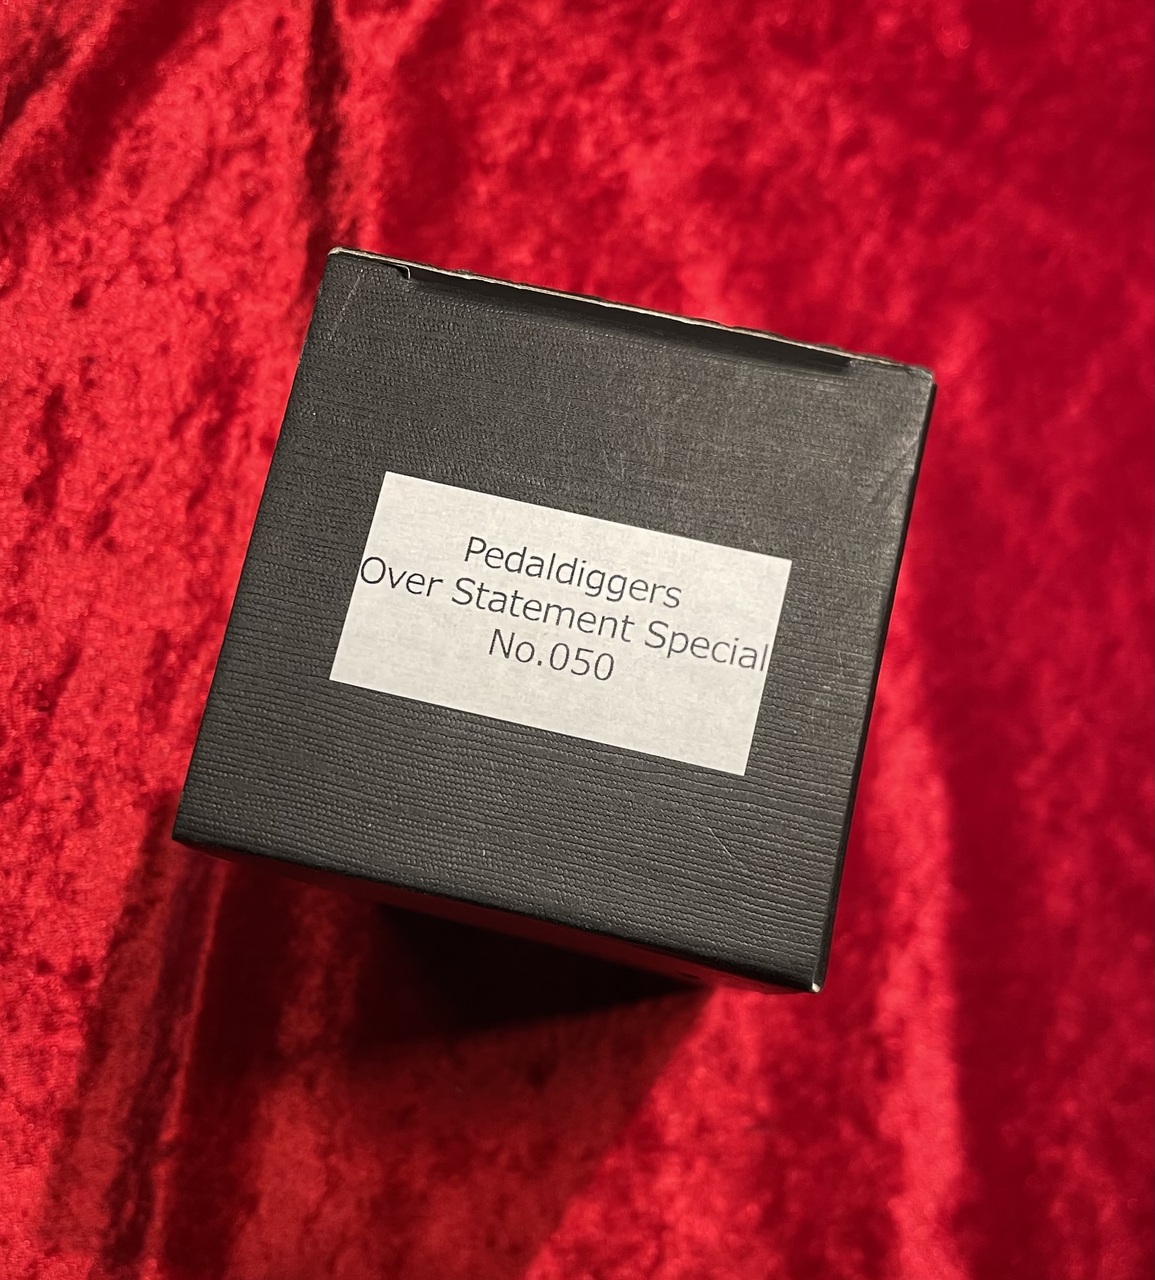 Pedaldiggers
Over Statement Special
No.050